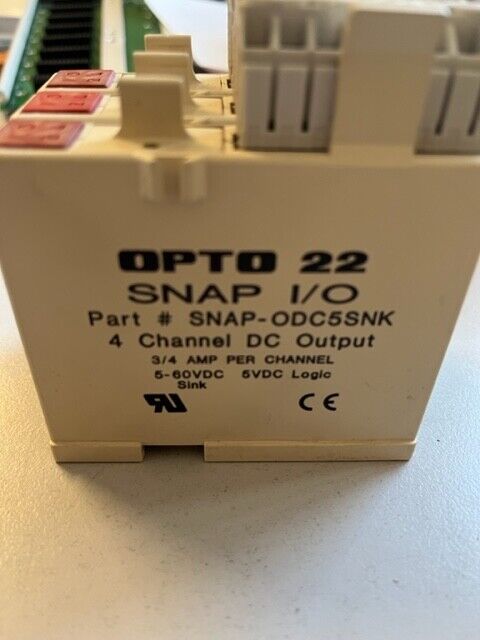 OPTO 22
SNAP I/O
Part # SNAP-ODC5SNK
4 Channel DC Output
3/4 AMP PER CHANNEL
5-60VDC 5VDC Logic
Sink
RU CE